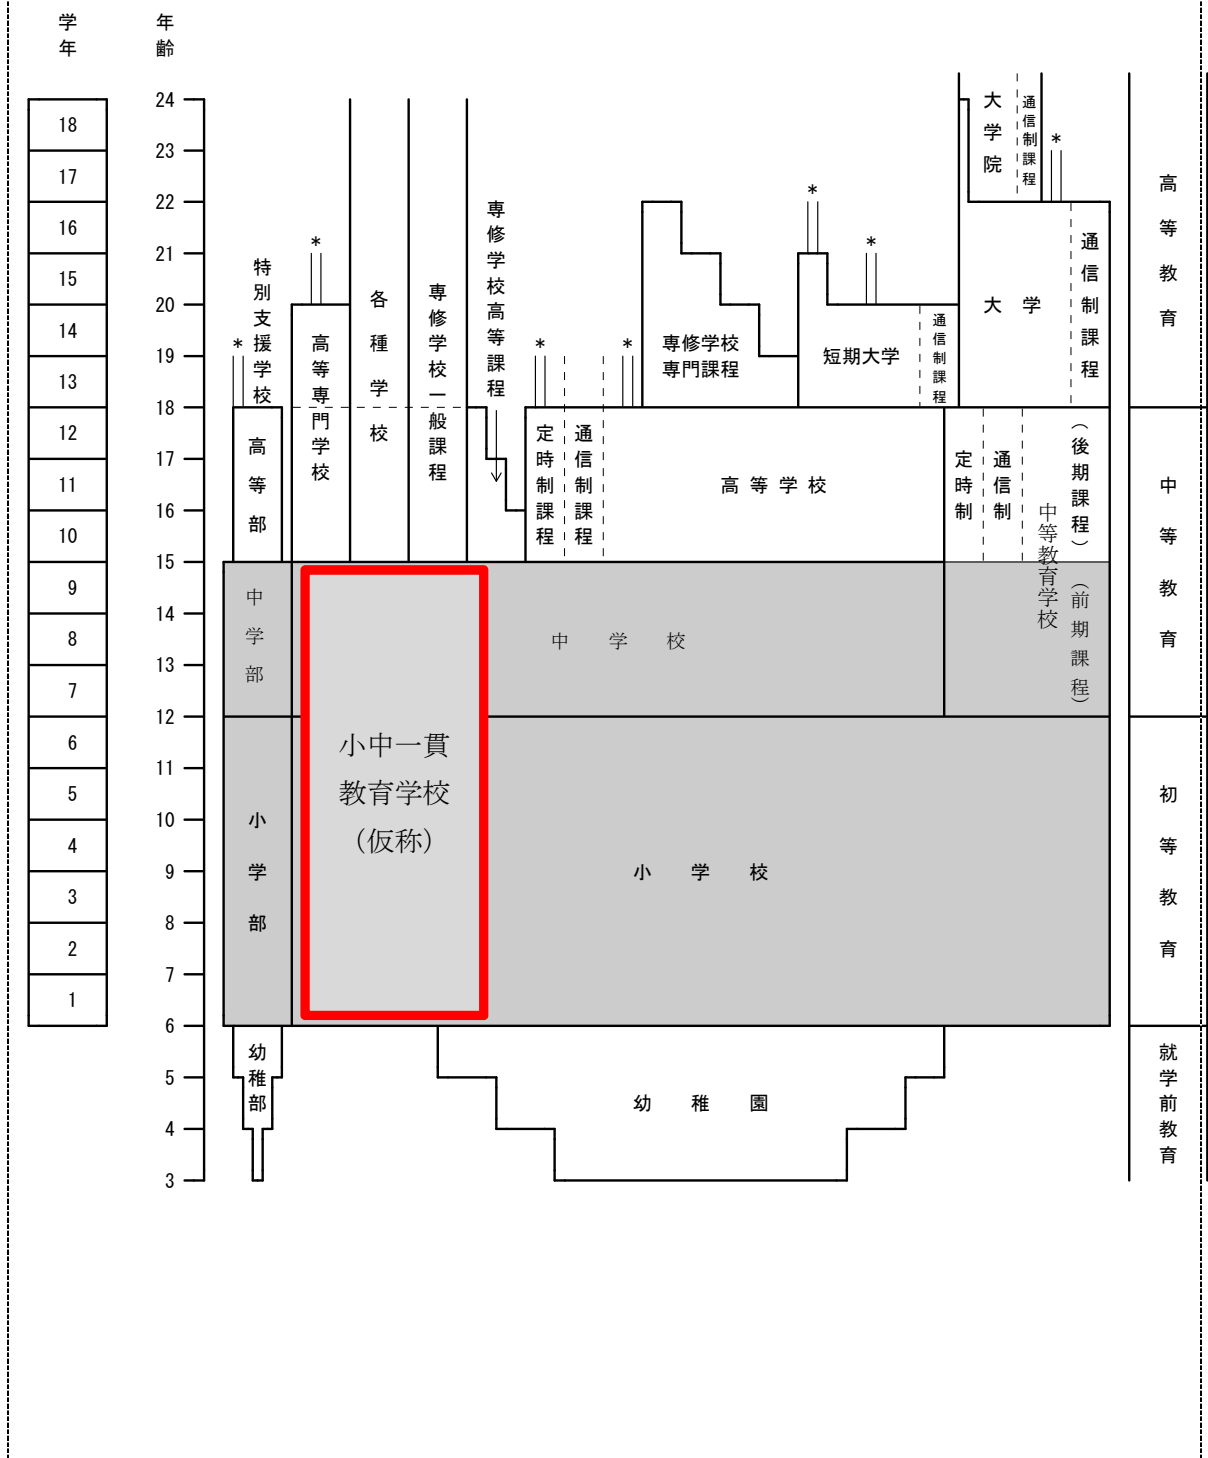 学年
年齢
24
23
22
21
20
19
18
17
16
15
14
13
12
11
10
9
8
7
6
5
4
3
18
17
16
15
14
13
12
11
10
9
8
7
6
5
4
3
2
1
特別支援学校
*
高等部
中学部
小学部
幼稚部
*
高等専門学校
各種学校
専修学校一般課程
専修学校高等課程
*
定時制課程
通信制課程
*
専修学校
専門課程
高等学校
*
短期大学
*
通信制課程
大学院
通信制課程
*
大学
通信制課程
定時制
通信制
中等教育学校
（後期課程）
（前期課程）
中学校
小中一貫
教育学校
（仮称）
小学校
幼稚園
高等教育
中等教育
初等教育
就学前教育